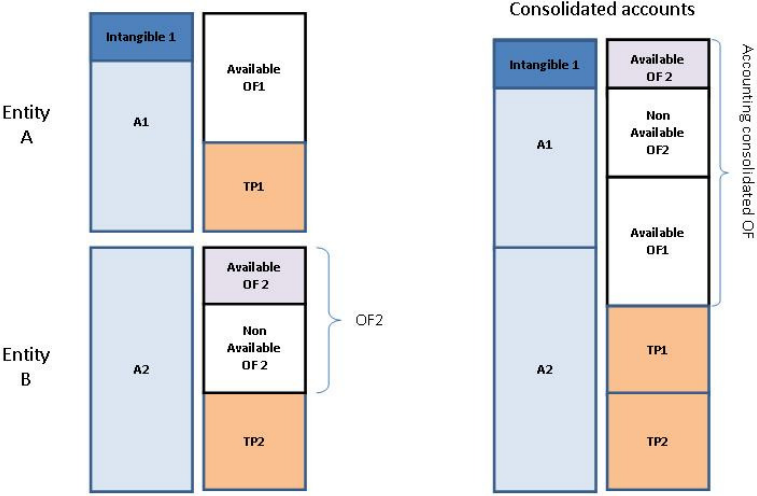 Consolidated accounts
Entity
A
Intangible 1
A1
Available
OF1
TP1
Entity
B
A2
Available
OF 2
Non
Available
OF 2
TP2
OF2
Intangible 1
A1
A2
Available
OF 2
Non
Available
OF2
Available
OF1
TP1
TP2
Accounting consolidated OF